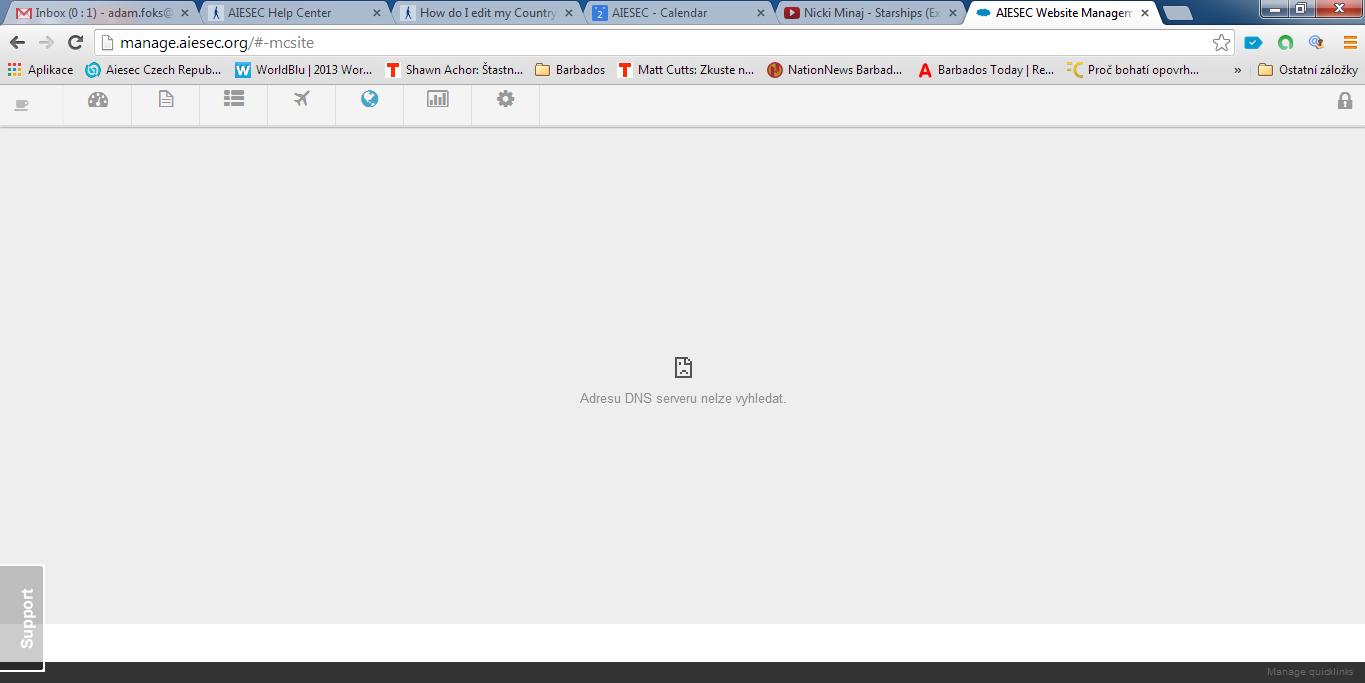 Inbox (0 : 1) - adam.foks@
AIESEC Help Center
How do I edit my Country
2 AIESEC - Calendar
Nicki Minaj - Starships (Ex
AIESEC Website Managem
manage.aiesec.org/#-mcsite
Aplikace
Aiesec Czech Repub...
W WorldBlu | 2013 Wor...
T Shawn Achor: Štastn...
Barbados
T Matt Cutts: Zkuste n...
NationNews Barbad...
A Barbados Today | Re...
Proč bohatí opovrh...
»
Ostatní záložky
Adresu DNS serveru nelze vyhledat.
Support
Manage quicklinks